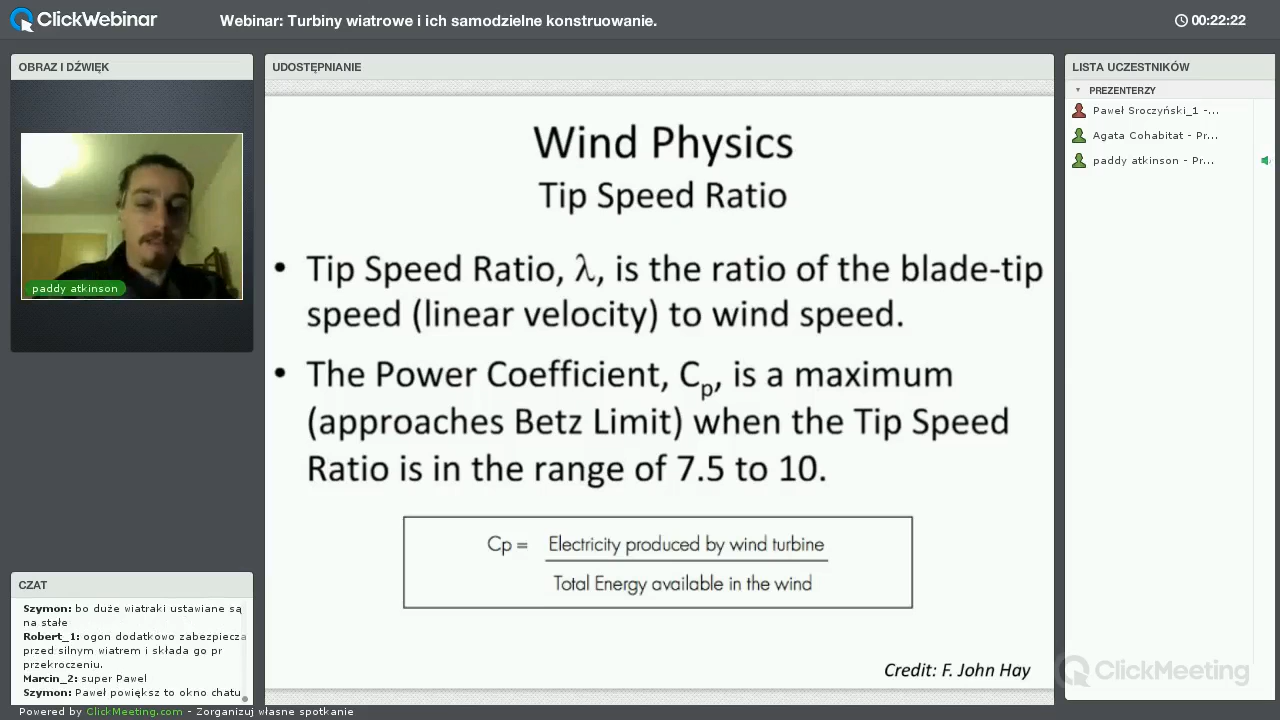 ClickWebinar
Webinar: Turbiny wiatrowe i ich samodzielne konstruowanie.
00:22:22
OBRAZ I DŹWIĘK
paddy atkinson
UDOSTĘPNIANIE
Wind Physics
Tip Speed Ratio
• Tip Speed Ratio, λ, is the ratio of the blade-tip
speed (linear velocity) to wind speed.
• The Power Coefficient, Cp, is a maximum
(approaches Betz Limit) when the Tip Speed
Ratio is in the range of 7.5 to 10.
Cp = Electricity produced by wind turbine
Total Energy available in the wind
Credit: F. John Hay
LISTA UCZESTNIKÓW
PREZENTERZY
Paweł Sroczyński_1 -...
Agata Cohabitat - Pr...
paddy atkinson - Pr...
ClickMeeting
CZAT
Szymon: bo duże wiatraki ustawiane są
na stałe
Robert_1: ogon dodatkowo zabezpiecza
przed silnym wiatrem i składa go pr
przekroczeniu.
Marcin_2: super Pawel
Szymon: Paweł powiększ to okno chatu
Powered by ClickMeeting.com - Zorganizuj własne spotkanie